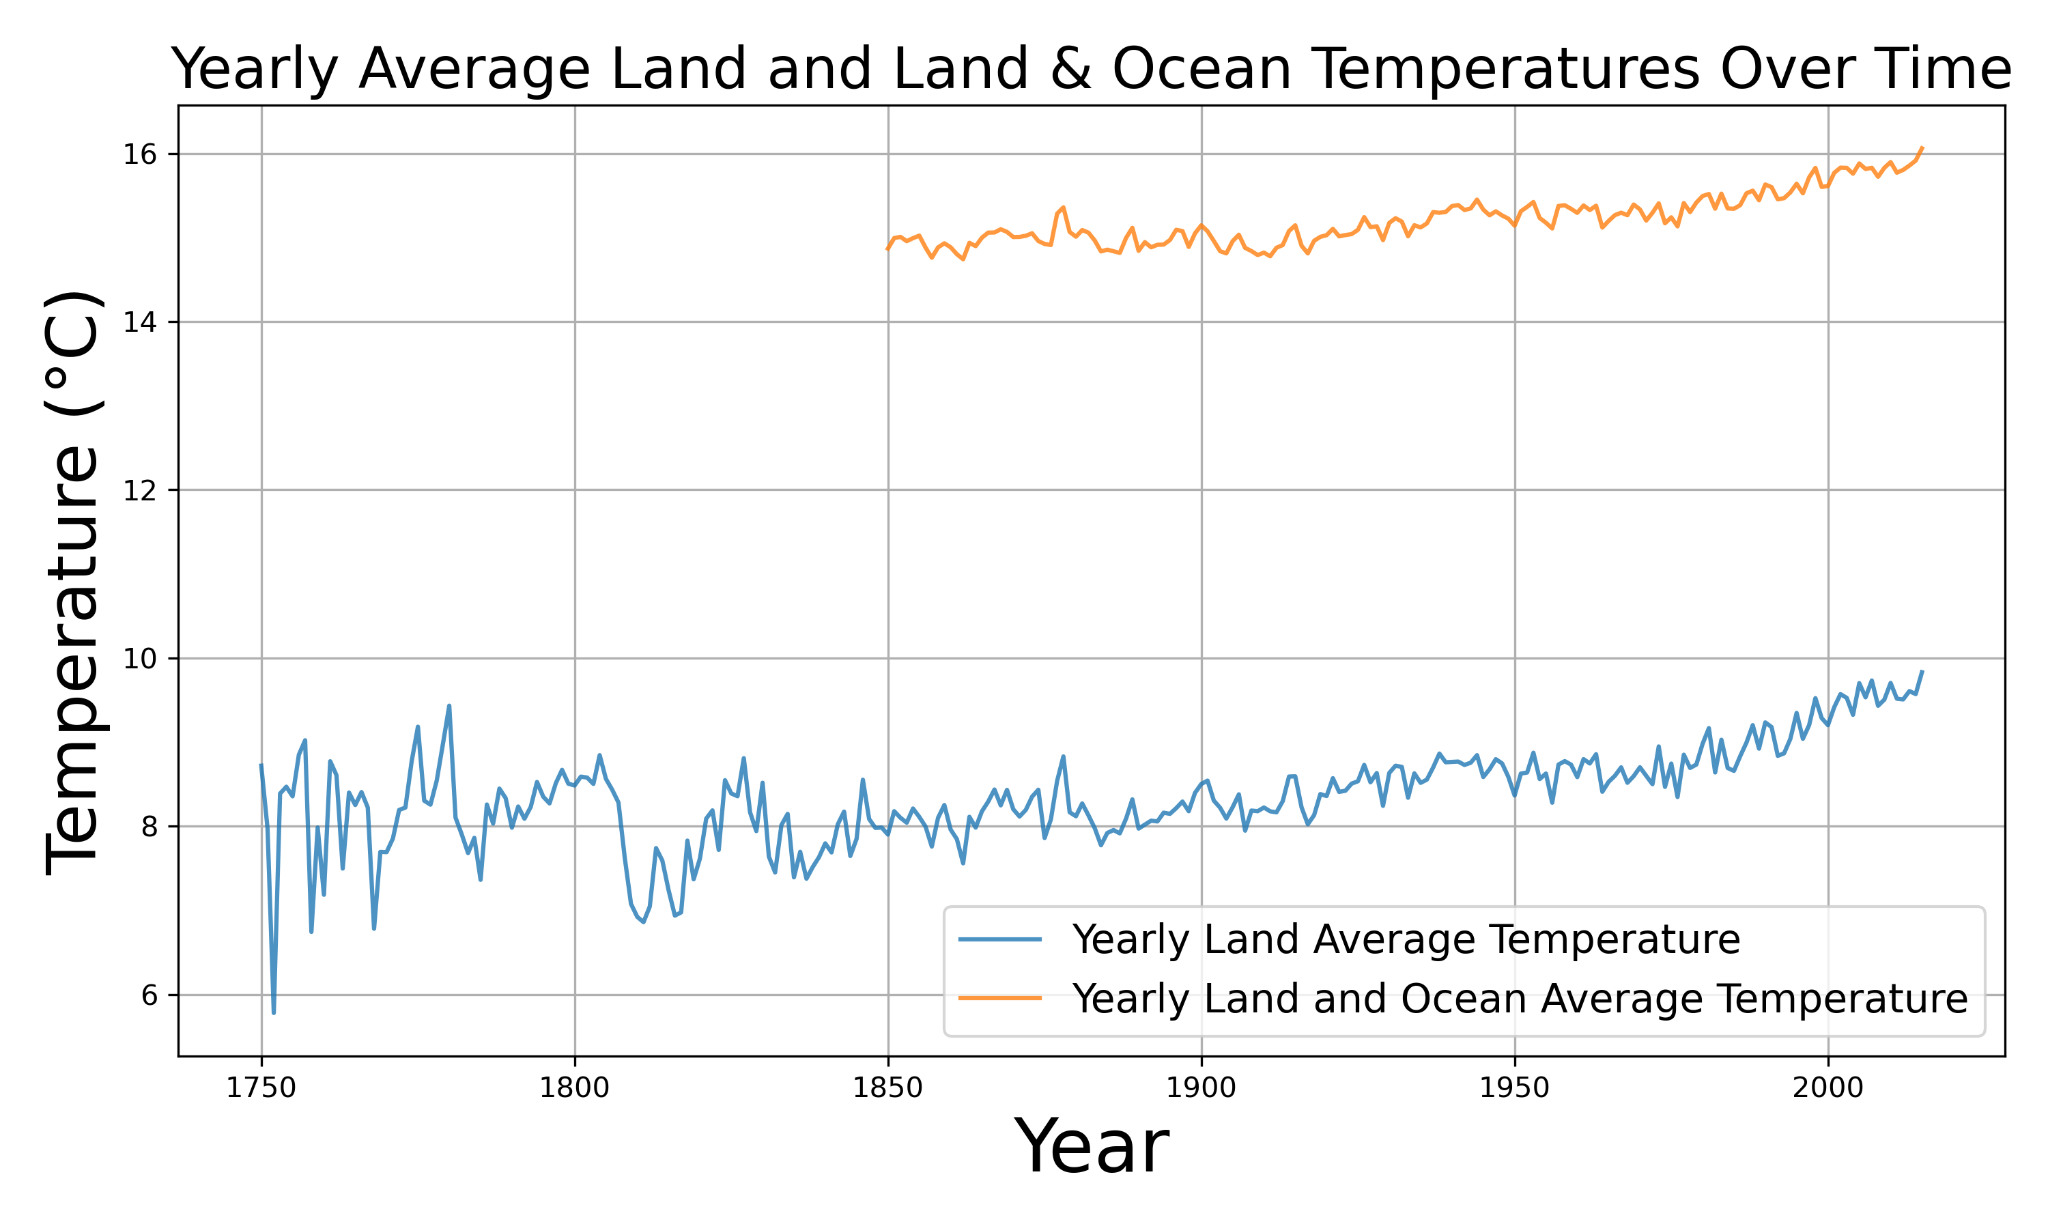 Yearly Average Land and Land & Ocean Temperatures Over Time
Temperature (°C)
16
14
12
10
8
6
Yearly Land Average Temperature
Yearly Land and Ocean Average Temperature
1750 1800 1850 1900 1950 2000
Year